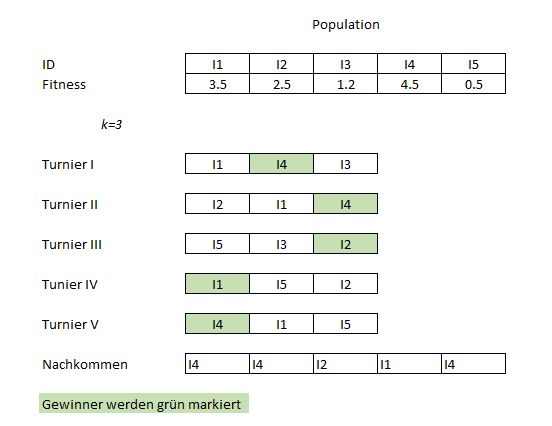 Population
ID I1 I2 I3 I4 I5
Fitness 3.5 2.5 1.2 4.5 0.5
k=3
Turnier I I1 I4 I3
Turnier II I2 I1 I4
Turnier III I5 I3 I2
Tunier IV I1 I5 I2
Turnier V I4 I1 I5
Nachkommen I4 I4 I2 I1 I4
Gewinner werden grün markiert